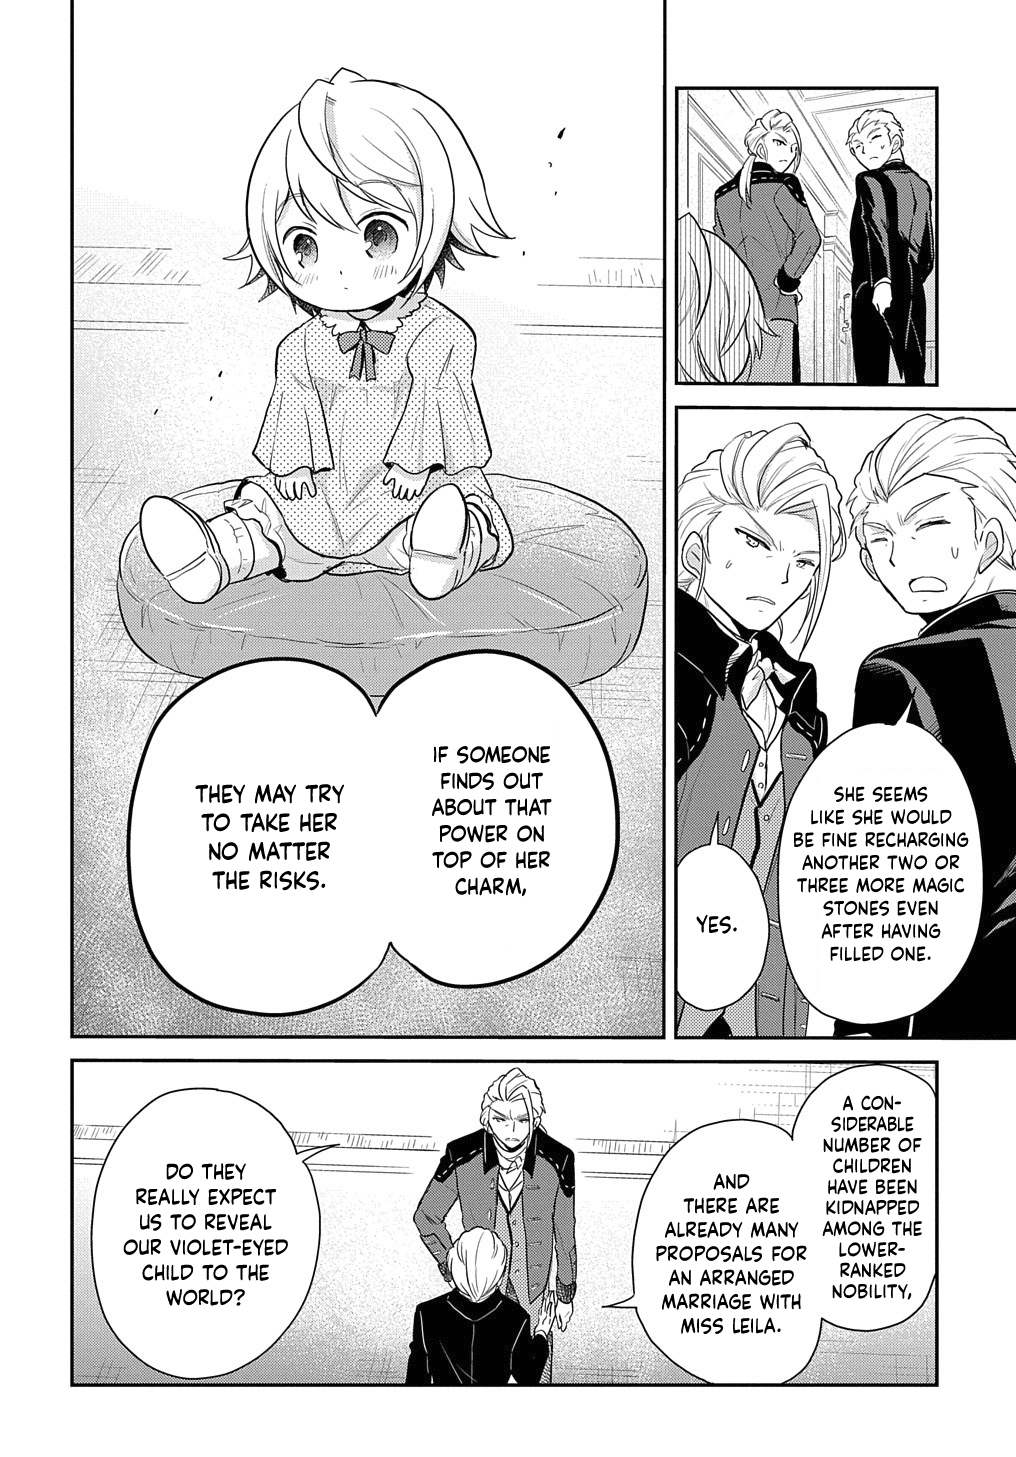 SHE SEEMS
LIKE SHE WOULD
BE FINE RECHARGING
ANOTHER TWO OR
THREE MORE MAGIC
STONES EVEN
AFTER HAVING
FILLED ONE.
YES.
IF SOMEONE
FINDS OUT
ABOUT THAT
POWER ON
TOP OF HER
CHARM,
THEY MAY TRY
TO TAKE HER
NO MATTER
THE RISKS.
A CON-
SIDERABLE
NUMBER OF
CHILDREN
HAVE BEEN
KIDNAPPED
AMONG THE
LOWER-
RANKED
NOBILITY,
AND
THERE ARE
ALREADY MANY
PROPOSALS FOR
AN ARRANGED
MARRIAGE WITH
MISS LEILA.
DO THEY
REALLY EXPECT
US TO REVEAL
OUR VIOLET-EYED
CHILD TO THE
WORLD?